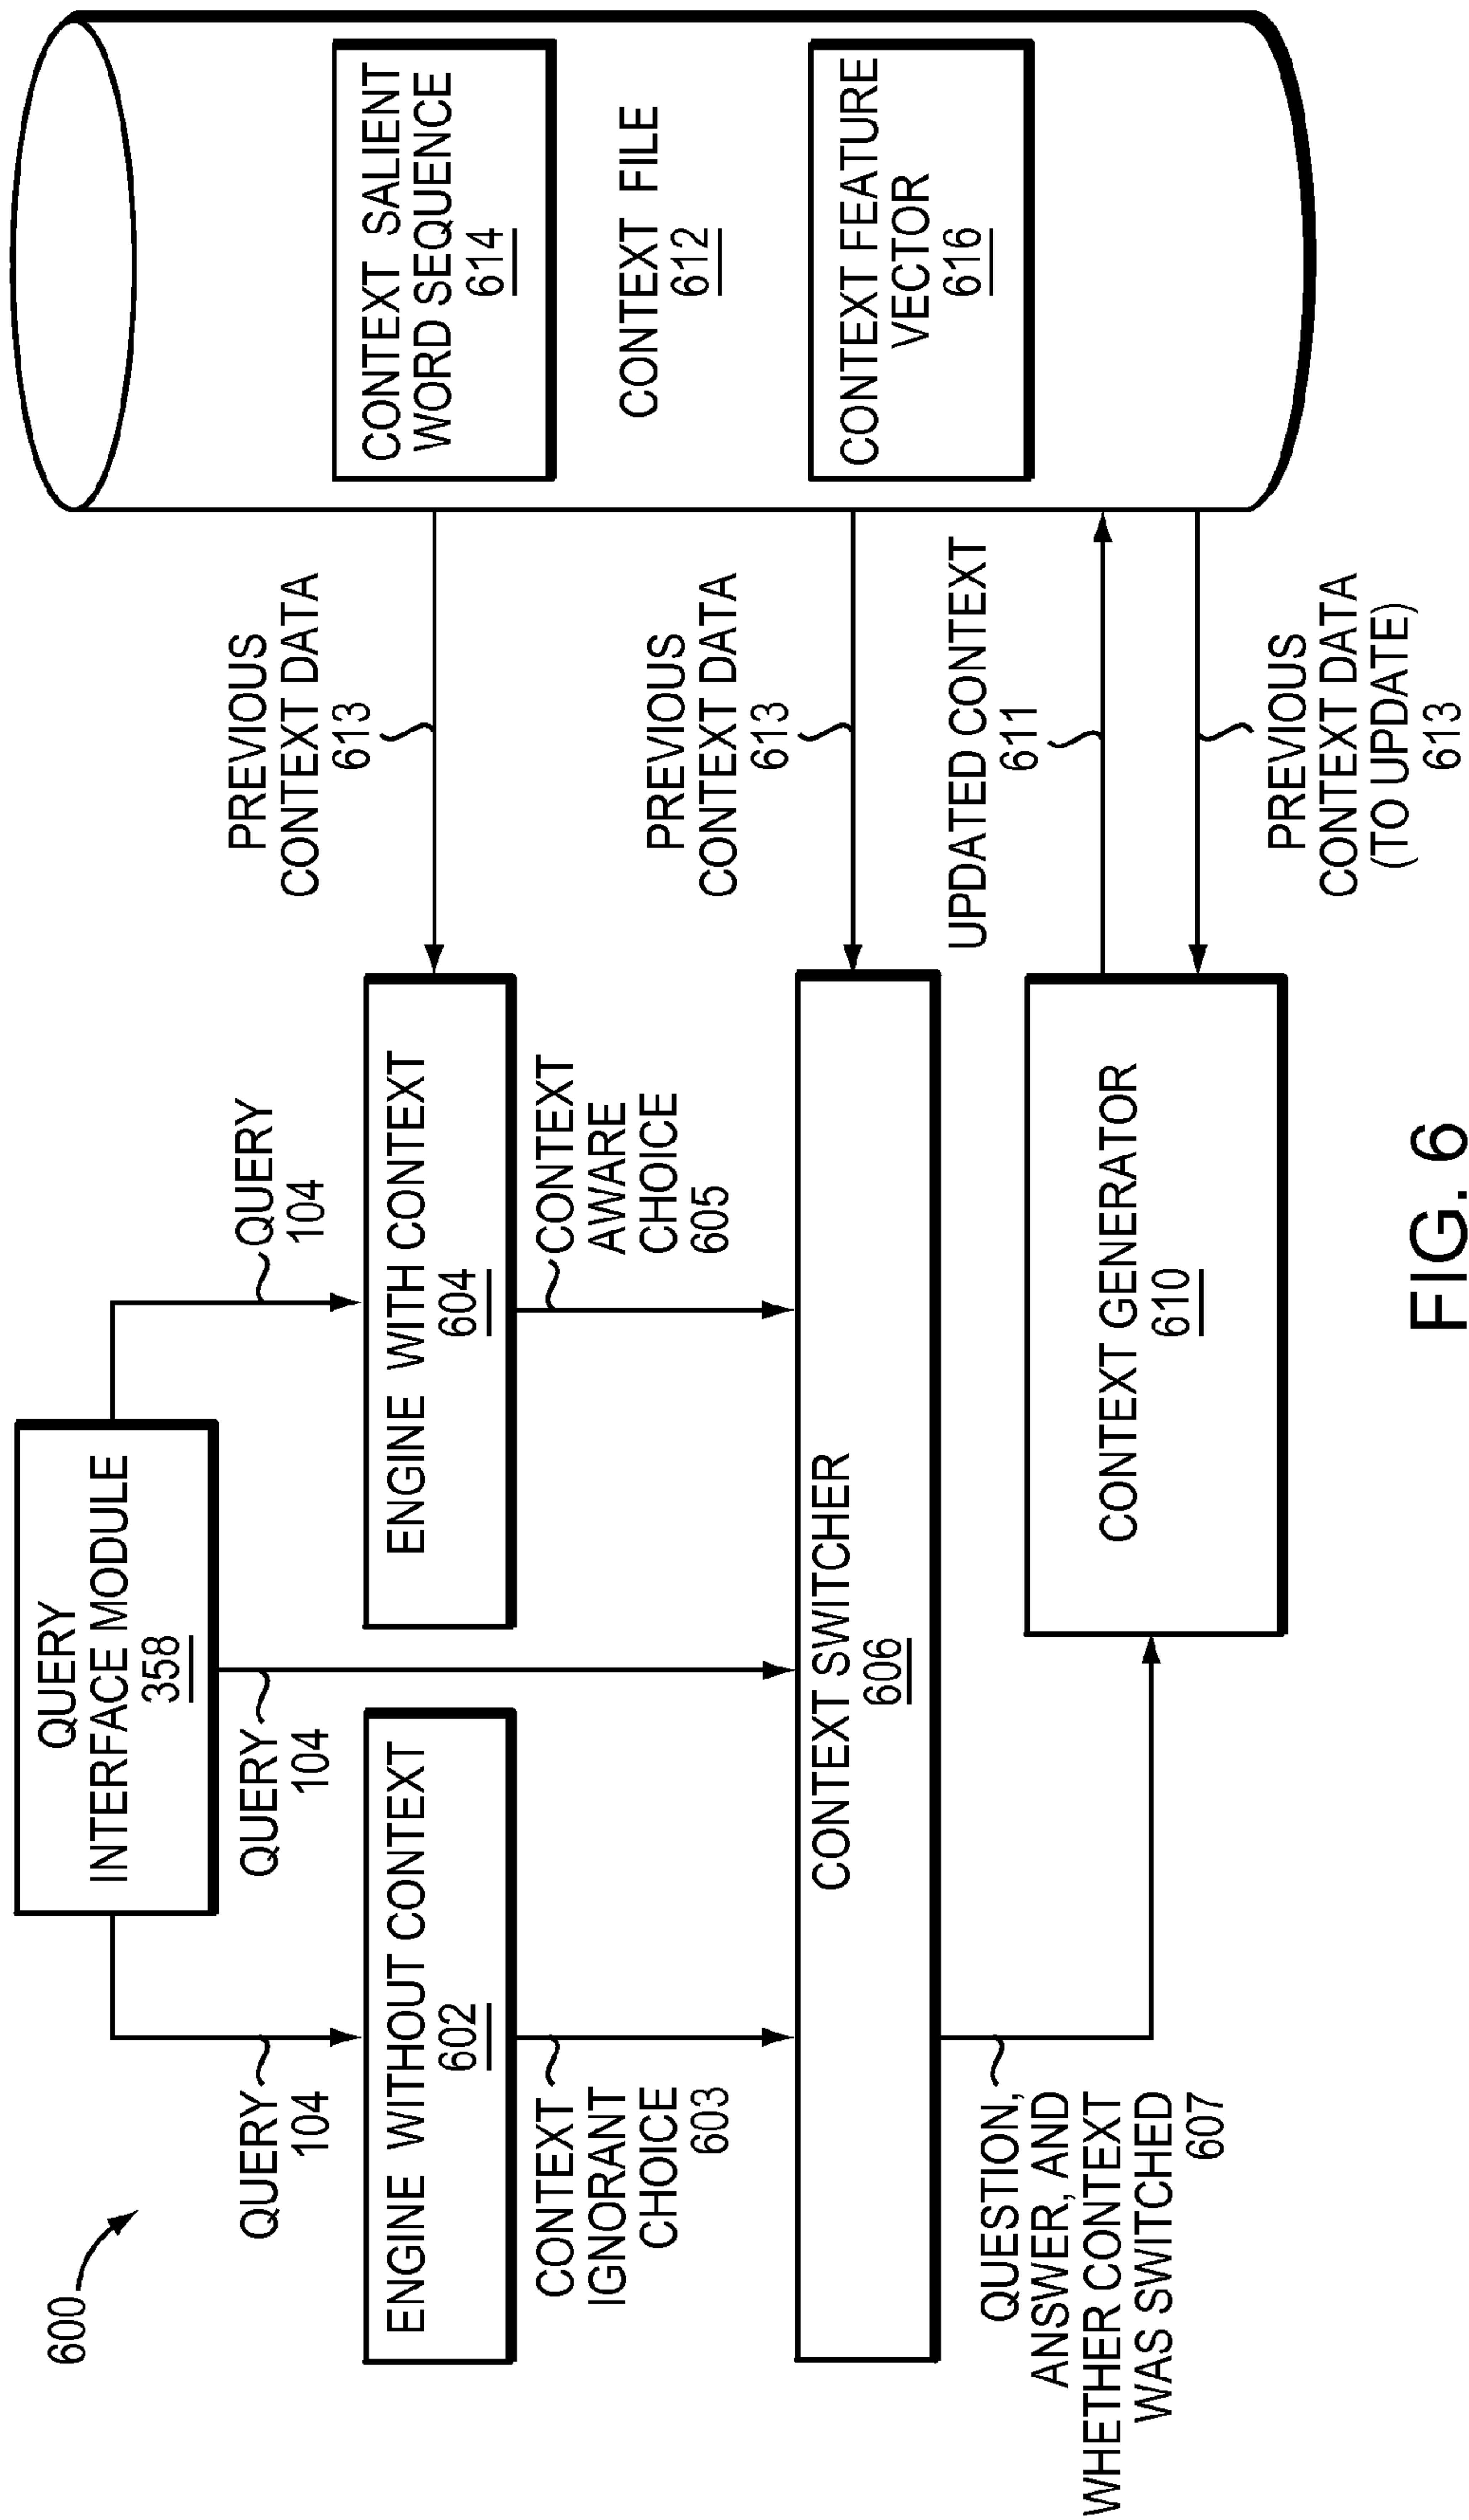 600
QUERY
INTERFACE MODULE
358
QUERY
104
QUERY
104
QUERY
104
ENGINE WITHOUT CONTEXT
602
ENGINE WITH CONTEXT
604
PREVIOUS
CONTEXT DATA
613
CONTEXT SALIENT
WORD SEQUENCE
614
CONTEXT
IGNORANT
CHOICE
603
CONTEXT
AWARE
CHOICE
605
CONTEXT FILE
612
PREVIOUS
CONTEXT DATA
613
CONTEXT SWITCHER
606
CONTEXT FEATURE
VECTOR
616
QUESTION,
ANSWER, AND
WHETHER CONTEXT
WAS SWITCHED
607
UPDATED CONTEXT
611
CONTEXT GENERATOR
610
PREVIOUS
CONTEXT DATA
(TO UPDATE)
613
FIG. 6